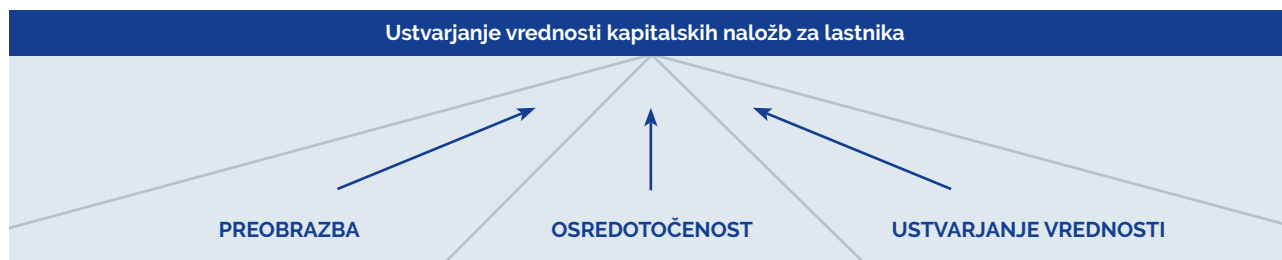 Ustvarjanje vrednosti kapitalskih naložb za lastnika
PREOBRAZBA
OSREDOTOČENOST
USTVARJANJE VREDNOSTI